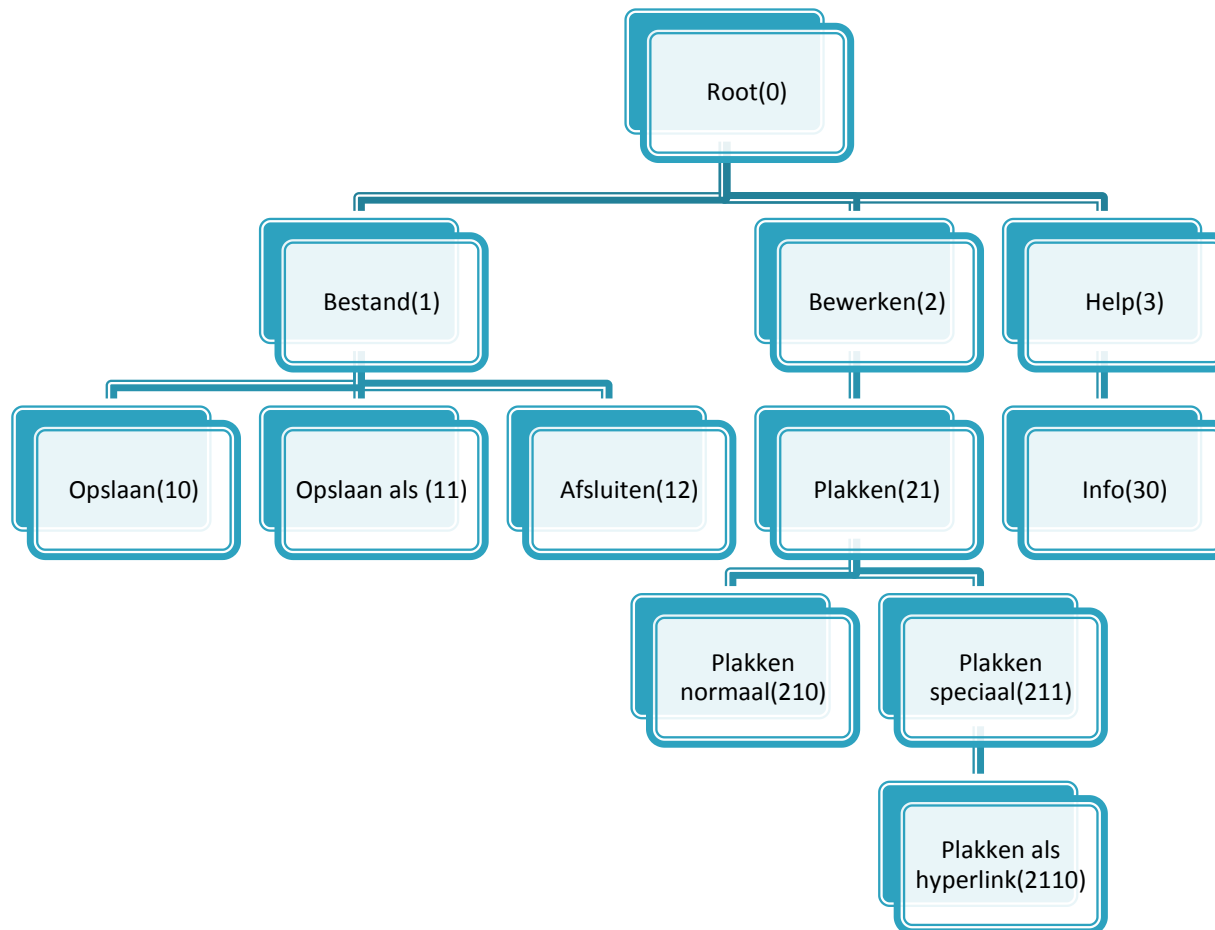 Root(0)
Bestand(1)
Bewerken(2)
Help(3)
Opslaan(10)
Opslaan als (11)
Afsluiten(12)
Plakken(21)
Info(30)
Plakken
normaal(210)
Plakken
speciaal(211)
Plakken als
hyperlink(2110)